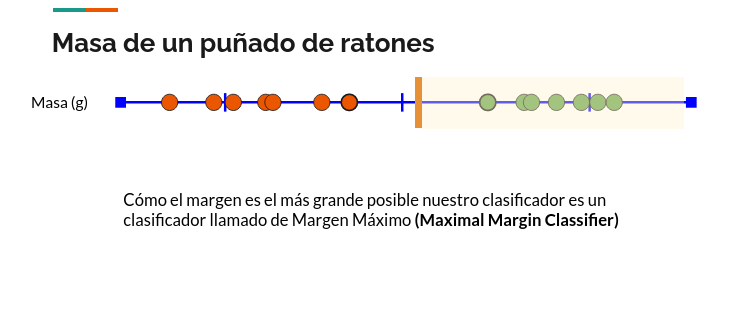 Masa de un puñado de ratones
Masa (g)
Cómo el margen es el más grande posible nuestro clasificador es un
clasificador llamado de Margen Máximo (Maximal Margin Classifier)